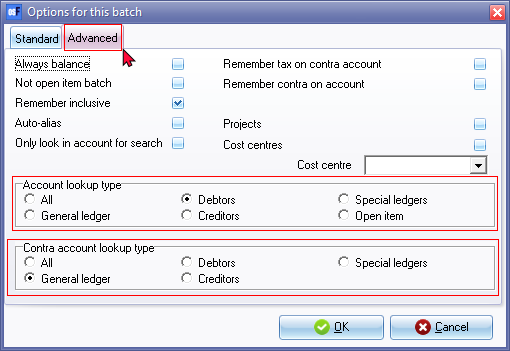 Options for this batch
Standard Advanced
Always balance Remember tax on contra account
Not open item batch Remember contra on account
Remember inclusive
Auto-alias Projects
Only look in account for search Cost centres
Cost centre
Account lookup type
All Debtors Special ledgers
General ledger Creditors Open item
Contra account lookup type
All Debtors Special ledgers
General ledger Creditors
OK Cancel